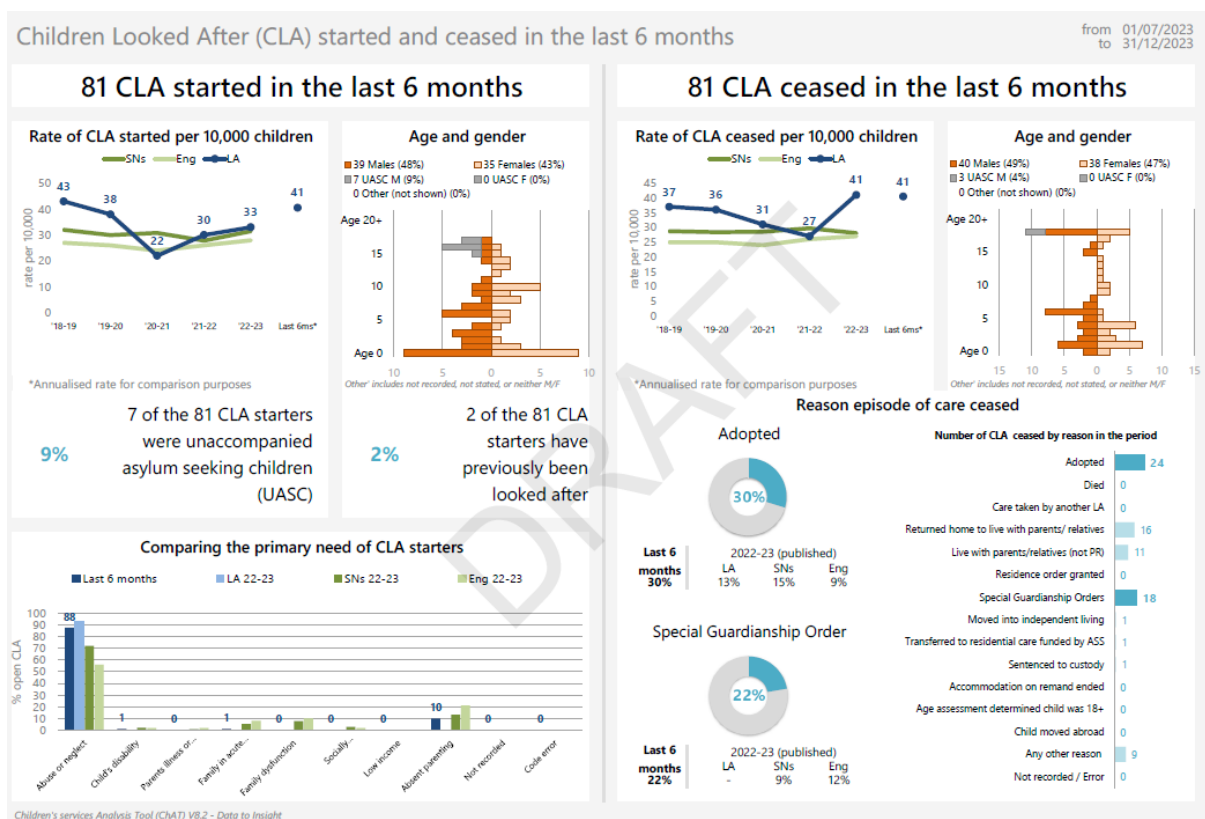 Children Looked After (CLA) started and ceased in the last 6 months
from 01/07/2023
to 31/12/2023
81 CLA started in the last 6 months
Rate of CLA started per 10,000 children
SNs Eng LA
rate per 10,000
50
40
30
20
10
0
43
38
22
30
33
41
'18-19 '19-20 '20-21 '21-22 '22-23 Last 6ms*
*Annualised rate for comparison purposes
Age and gender
39 Males (48%) 35 Females (43%)
7 UASC M (9%) 0 UASC F (0%)
0 Other (not shown) (0%)
Age 20+
15
10
5
Age 0
10 5 0 5 10
Other' includes not recorded, not stated, or neither M/F
9%
7 of the 81 CLA starters
were unaccompanied
asylum seeking children
(UASC)
2%
2 of the 81 CLA
starters have
previously been
looked after
Comparing the primary need of CLA starters
Last 6 months LA 22-23 SNs 22-23 Eng 22-23
% open CLA
100
90
80
70
60
50
40
30
20
10
0
88
1
0
1
0
0
0
10
0
0
Abuse or neglect
Child's disability
Parents illness or...
Family in acute...
Family dysfunction
Socially...
Low income
Absent parenting
Not recorded
Code error
81 CLA ceased in the last 6 months
Rate of CLA ceased per 10,000 children
SNs Eng LA
rate per 10,000
45
40
35
30
25
20
15
10
5
0
37
36
31
27
41
41
'18-19 '19-20 '20-21 '21-22 '22-23 Last 6ms*
*Annualised rate for comparison purposes
Age and gender
40 Males (49%) 38 Females (47%)
3 UASC M (4%) 0 UASC F (0%)
0 Other (not shown) (0%)
Age 20+
15
10
5
Age 0
15 10 5 0 5 10 15
Other' includes not recorded, not stated, or neither M/F
Reason episode of care ceased
Adopted
30%
Last 6 months 30%
2022-23 (published)
LA SNs Eng
13% 15% 9%
Special Guardianship Order
22%
Last 6 months 22%
2022-23 (published)
LA SNs Eng
- 9% 12%
Number of CLA ceased by reason in the period
Adopted 24
Died 0
Care taken by another LA 0
Returned home to live with parents/ relatives 16
Live with parents/relatives (not PR) 11
Residence order granted 0
Special Guardianship Orders 18
Moved into independent living 1
Transferred to residential care funded by ASS 1
Sentenced to custody 1
Accommodation on remand ended 0
Age assessment determined child was 18+ 0
Child moved abroad 0
Any other reason 9
Not recorded / Error 0
DRAFT
Children's services Analysis Tool (ChAT) V8.2 - Data to Insight